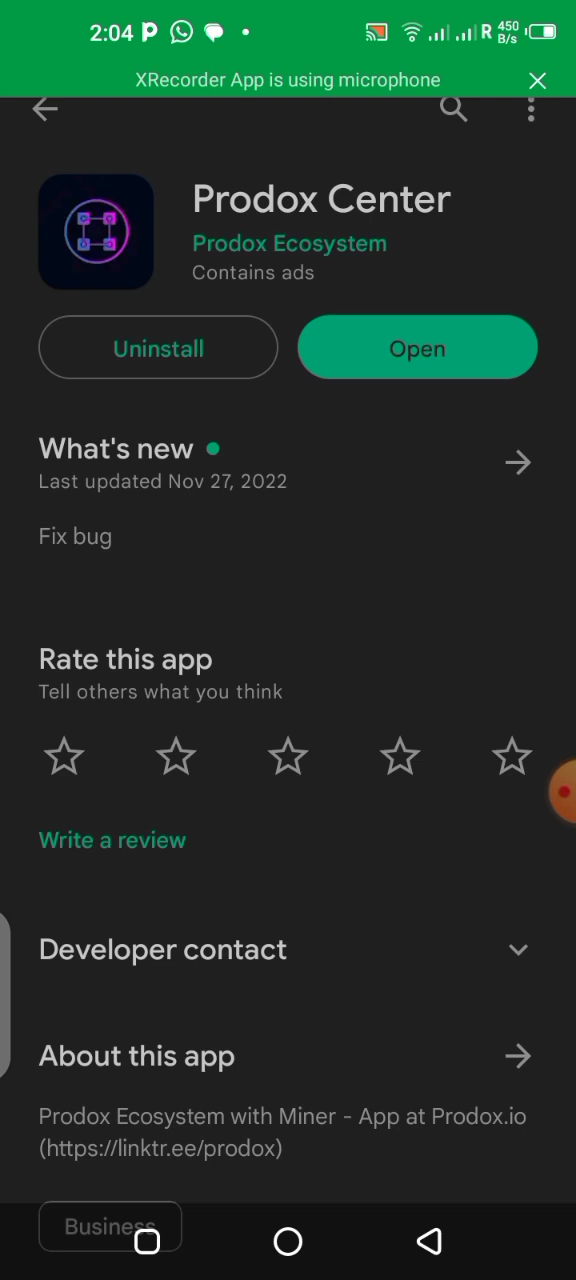 2:04
R 450 B/s
XRecorder App is using microphone
Prodox Center
Prodox Ecosystem
Contains ads
Uninstall
Open
What's new
Last updated Nov 27, 2022
Fix bug
Rate this app
Tell others what you think
Write a review
Developer contact
About this app
Prodox Ecosystem with Miner - App at Prodox.io
(https://linktr.ee/prodox)
Business